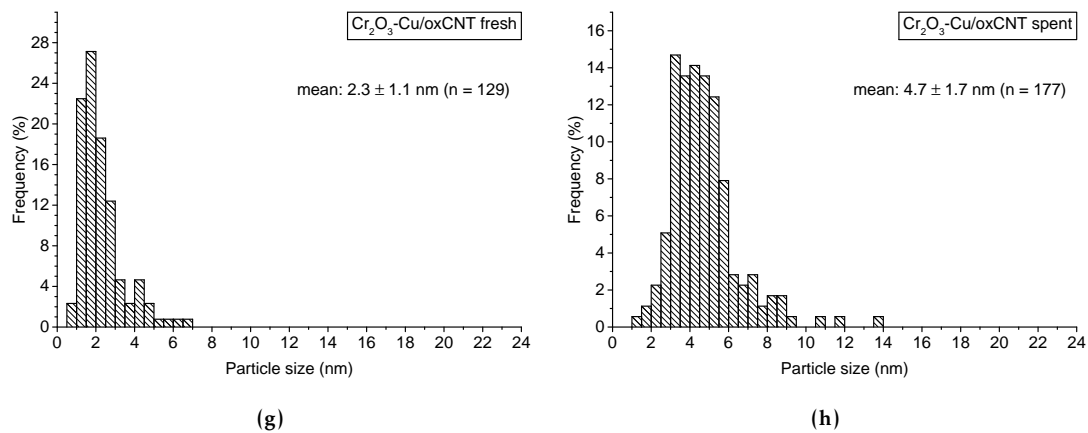 Cr₂O₃-Cu/oxCNT fresh
mean: 2.3 ± 1.1 nm (n = 129)
Frequency (%)
28
24
20
16
12
8
4
0
0 2 4 6 8 10 12 14 16 18 20 22 24
Particle size (nm)
(g)
Cr₂O₃-Cu/oxCNT spent
mean: 4.7 ± 1.7 nm (n = 177)
Frequency (%)
16
14
12
10
8
6
4
2
0
0 2 4 6 8 10 12 14 16 18 20 22 24
Particle size (nm)
(h)